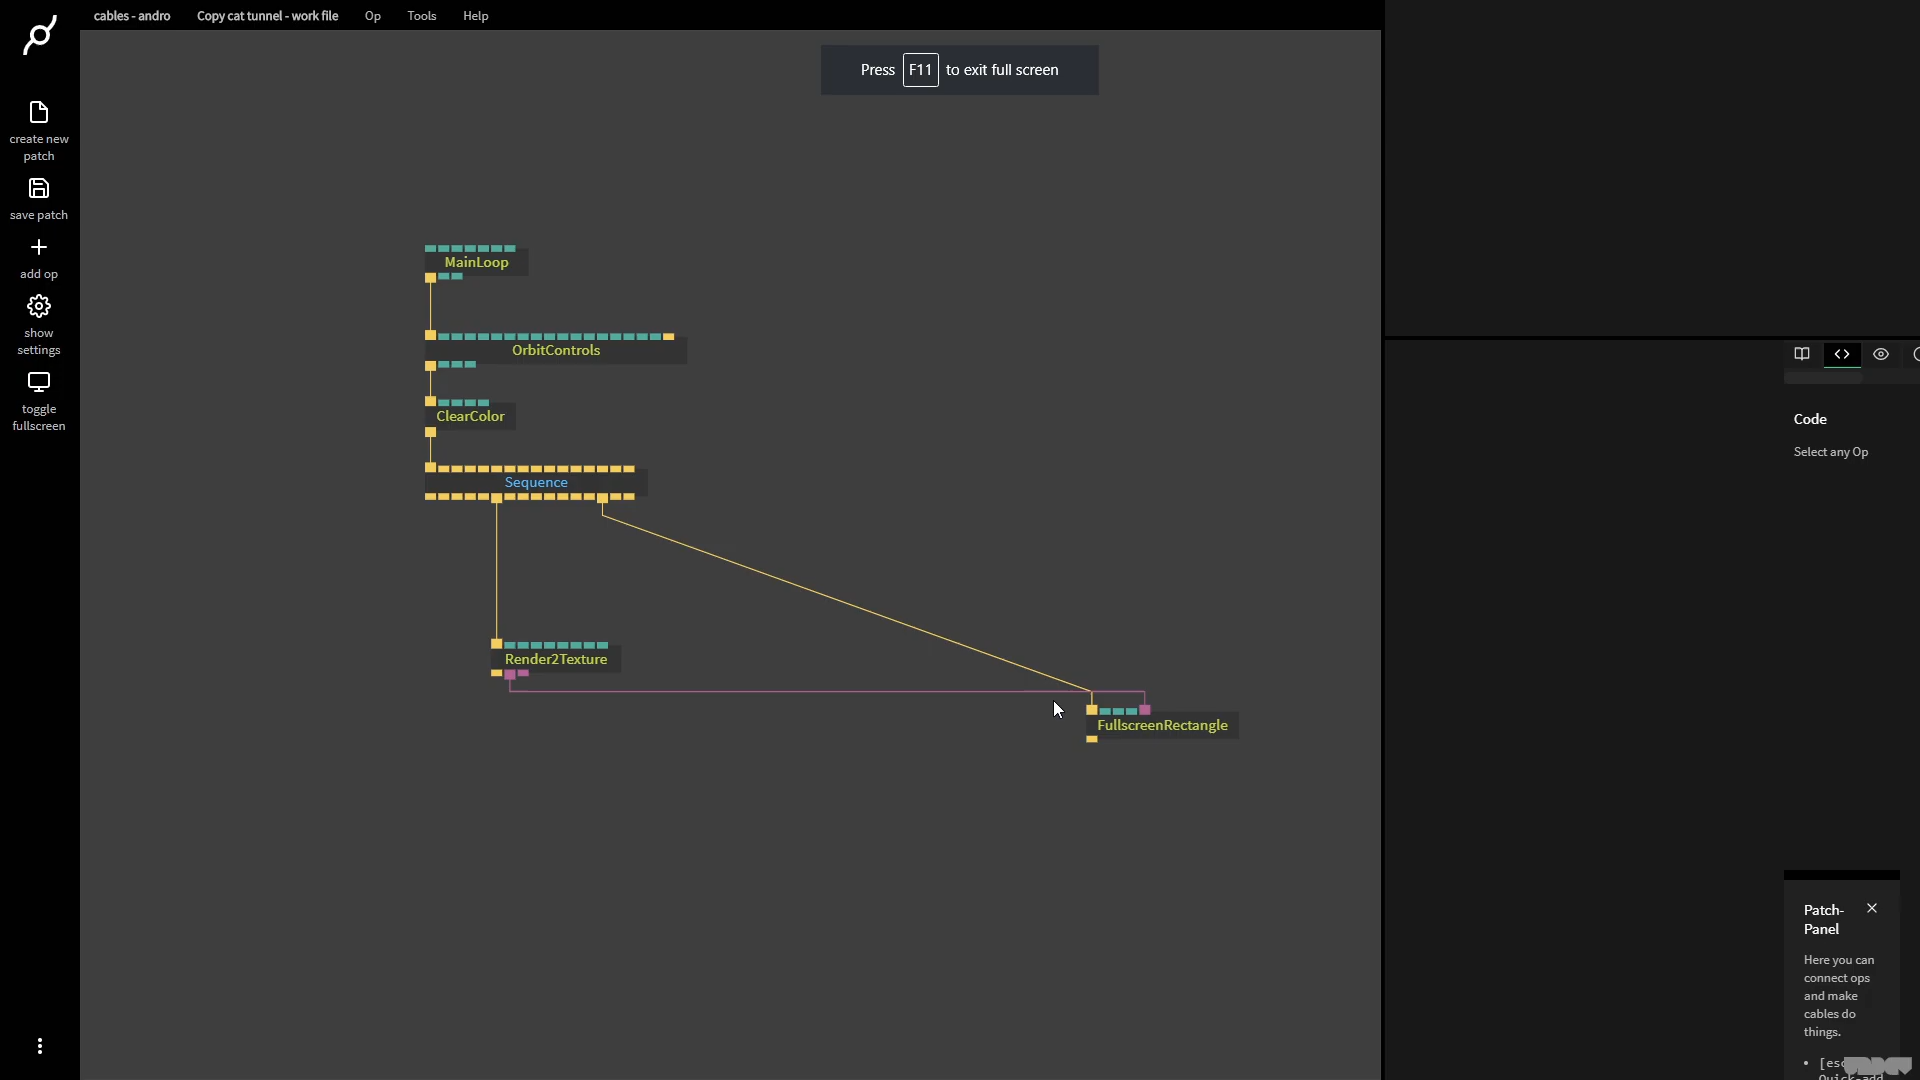 cables - andro Copy cat tunnel - work file Op Tools Help
Press F11 to exit full screen
create new
patch
save patch
add op
show
settings
toggle
fullscreen
MainLoop
OrbitControls
ClearColor
Sequence
Render2Texture
FullscreenRectangle
Code
Select any Op
Patch-
Panel
Here you can
connect ops
and make
cables do
things.